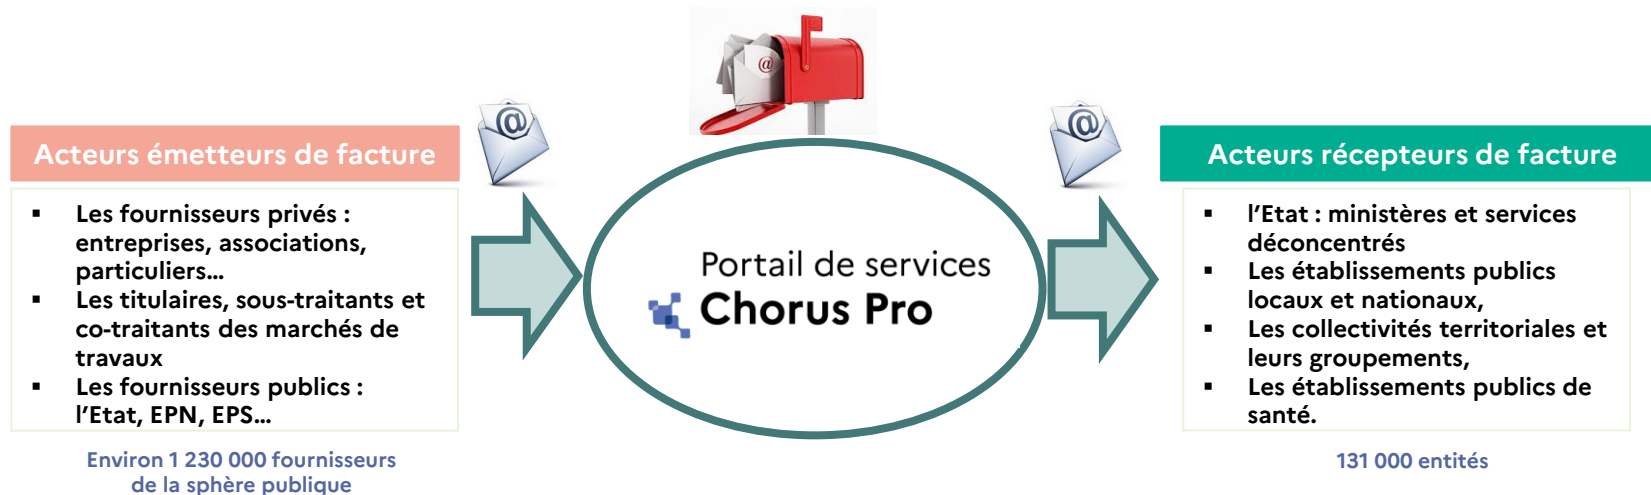 Acteurs émetteurs de facture
▪ Les fournisseurs privés :
entreprises, associations,
particuliers…
▪ Les titulaires, sous-traitants et
co-traitants des marchés de
travaux
▪ Les fournisseurs publics :
l’Etat, EPN, EPS…
Environ 1 230 000 fournisseurs
de la sphère publique
@
@
Portail de services
Chorus Pro
@
Acteurs récepteurs de facture
▪ l’Etat : ministères et services
déconcentrés
▪ Les établissements publics
locaux et nationaux,
▪ Les collectivités territoriales et
leurs groupements,
▪ Les établissements publics de
santé.
131 000 entités